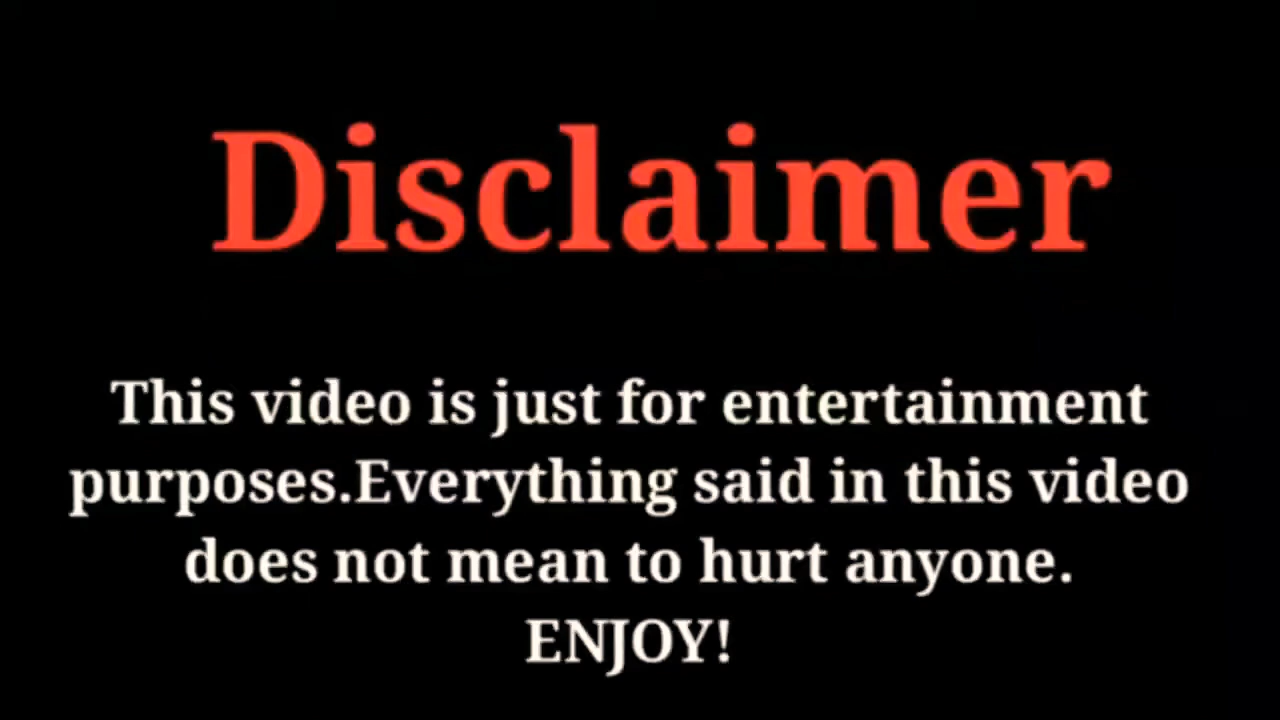 Disclaimer
This video is just for entertainment
purposes.Everything said in this video
does not mean to hurt anyone.
ENJOY!